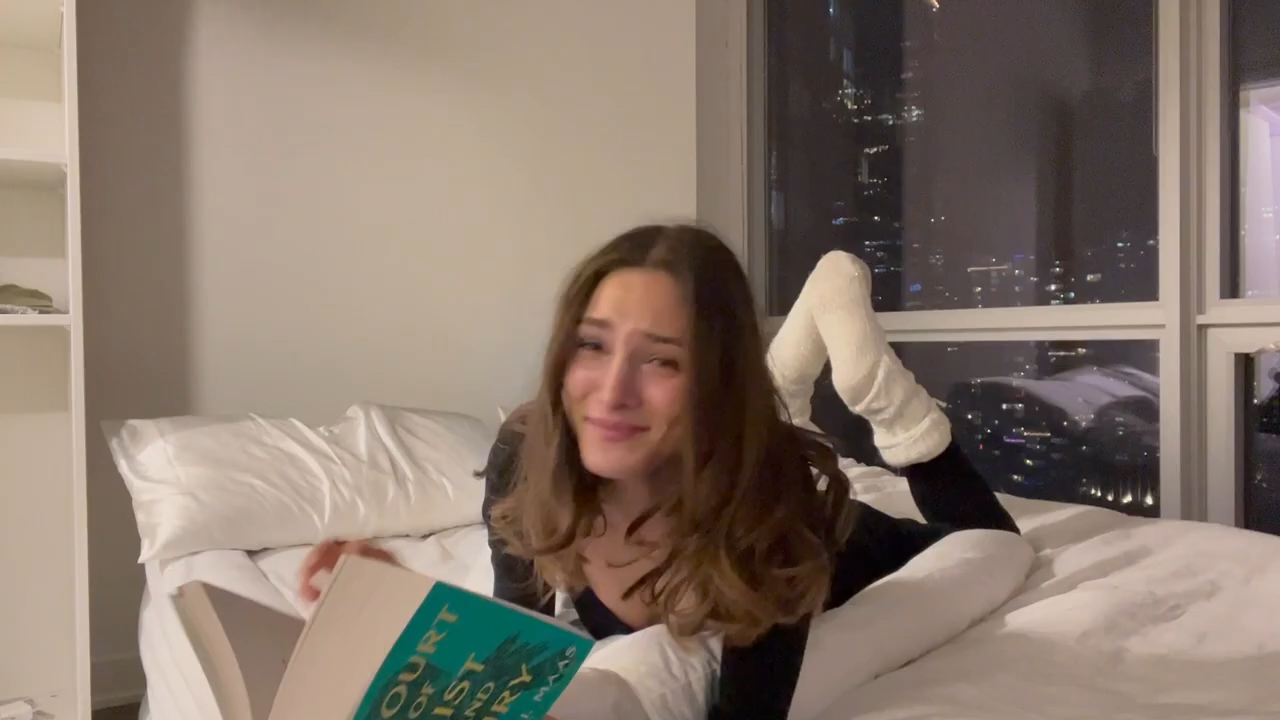 OURT
OF
IST
AND
URY
J. MAAS